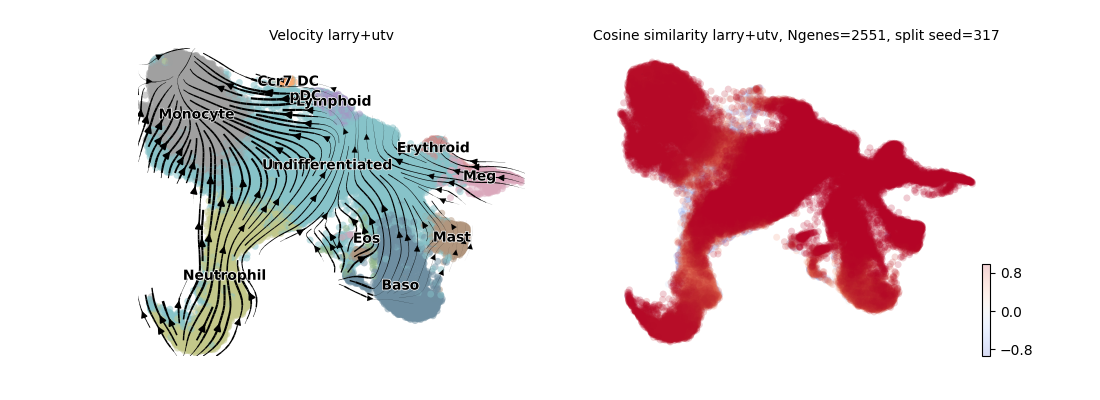 Velocity larry+utv
Cosine similarity larry+utv, Ngenes=2551, split seed=317
Ccr7 DC
pDC
Lymphoid
Monocyte
Erythroid
Undifferentiated
Meg
Eos
Mast
Neutrophil
Baso
0.8
0.0
−0.8